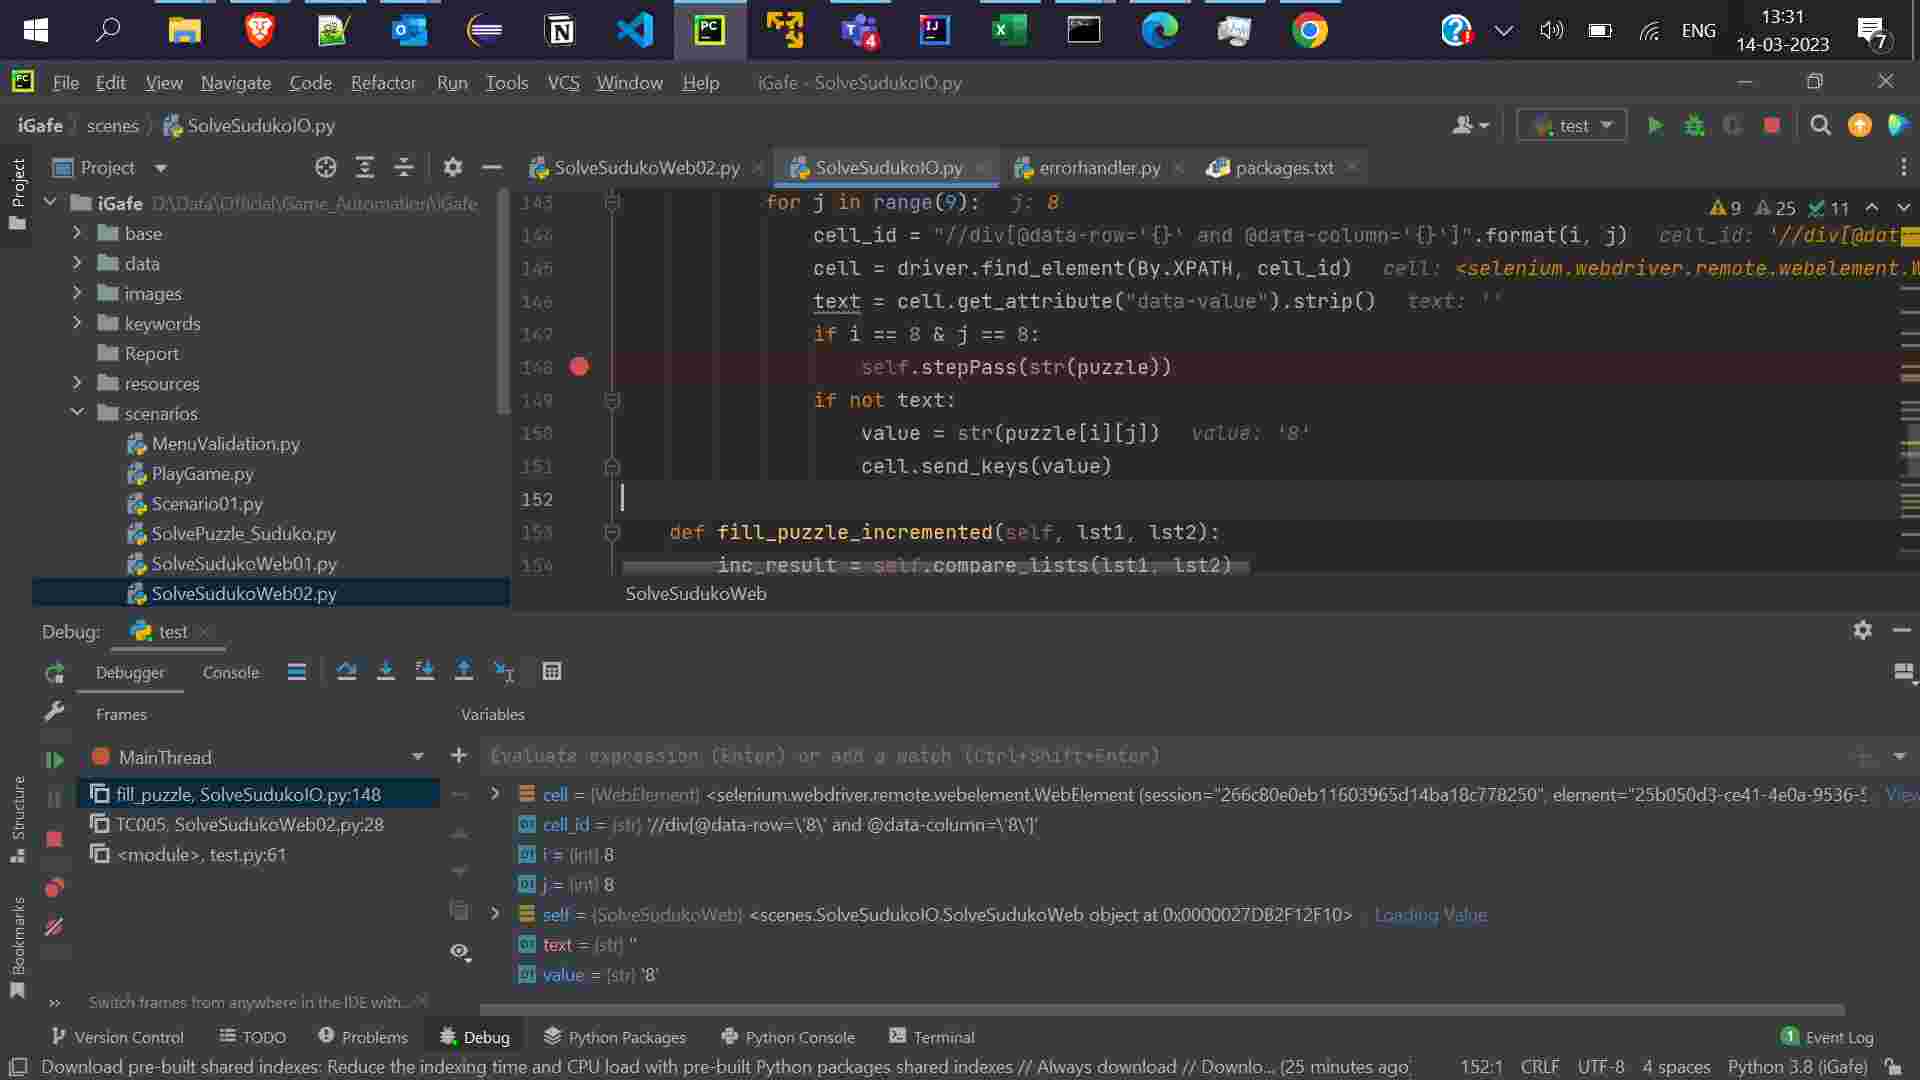 ENG
13:31
14-03-2023
7
4
File Edit View Navigate Code Refactor Run Tools VCS Window Help iGafe - SolveSudukoIO.py
iGafe scenes SolveSudukoIO.py
test
Project
Project
SolveSudukoWeb02.py
SolveSudukoIO.py
errorhandler.py
packages.txt
iGafe D:\Data\Official\Game_Automation\iGafe
base
data
images
keywords
Report
resources
scenarios
MenuValidation.py
PlayGame.py
Scenario01.py
SolvePuzzle_Suduko.py
SolveSudukoWeb01.py
SolveSudukoWeb02.py
9 25 11
143 for j in range(9): j: 8
144 cell_id = "//div[@data-row='{}' and @data-column='{}']".format(i, j) cell_id: '//div[@dat
145 cell = driver.find_element(By.XPATH, cell_id) cell: <selenium.webdriver.remote.webelement.W
146 text = cell.get_attribute("data-value").strip() text: ''
147 if i == 8 & j == 8:
148 self.stepPass(str(puzzle))
149 if not text:
150 value = str(puzzle[i][j]) value: '8'
151 cell.send_keys(value)
152
153 def fill_puzzle_incremented(self, lst1, lst2):
154 inc_result = self.compare_lists(lst1, lst2)
SolveSudukoWeb
Debug: test
Debugger Console
Frames
Variables
MainThread
Evaluate expression (Enter) or add a watch (Ctrl+Shift+Enter)
fill_puzzle, SolveSudukoIO.py:148
TC005, SolveSudukoWeb02.py:28
<module>, test.py:61
cell = {WebElement} <selenium.webdriver.remote.webelement.WebElement (session="266c80e0eb11603965d14ba18c778250", element="25b050d3-ce41-4e0a-9536-5 View
cell_id = {str} '//div[@data-row=\'8\' and @data-column=\'8\']'
i = {int} 8
j = {int} 8
self = {SolveSudukoWeb} <scenes.SolveSudukoIO.SolveSudukoWeb object at 0x0000027D82F12F10> Loading Value
text = {str} ''
value = {str} '8'
Switch frames from anywhere in the IDE with...
Structure
Bookmarks
Version Control TODO Problems Debug Python Packages Python Console Terminal
1 Event Log
Download pre-built shared indexes: Reduce the indexing time and CPU load with pre-built Python packages shared indexes // Always download // Downlo... (25 minutes ago)
152:1 CRLF UTF-8 4 spaces Python 3.8 (iGafe)